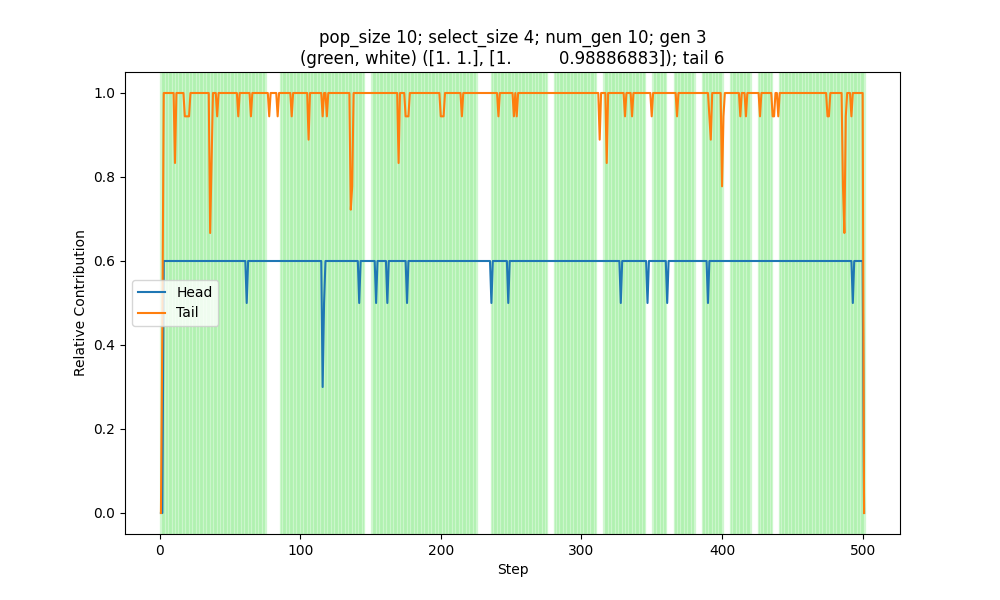 pop_size 10; select_size 4; num_gen 10; gen 3
(green, white) ([1. 1.], [1.          0.98886883]); tail 6
1.0
0.8
0.6
0.4
0.2
0.0
Relative Contribution
Head
Tail
0
100
200
300
400
500
Step